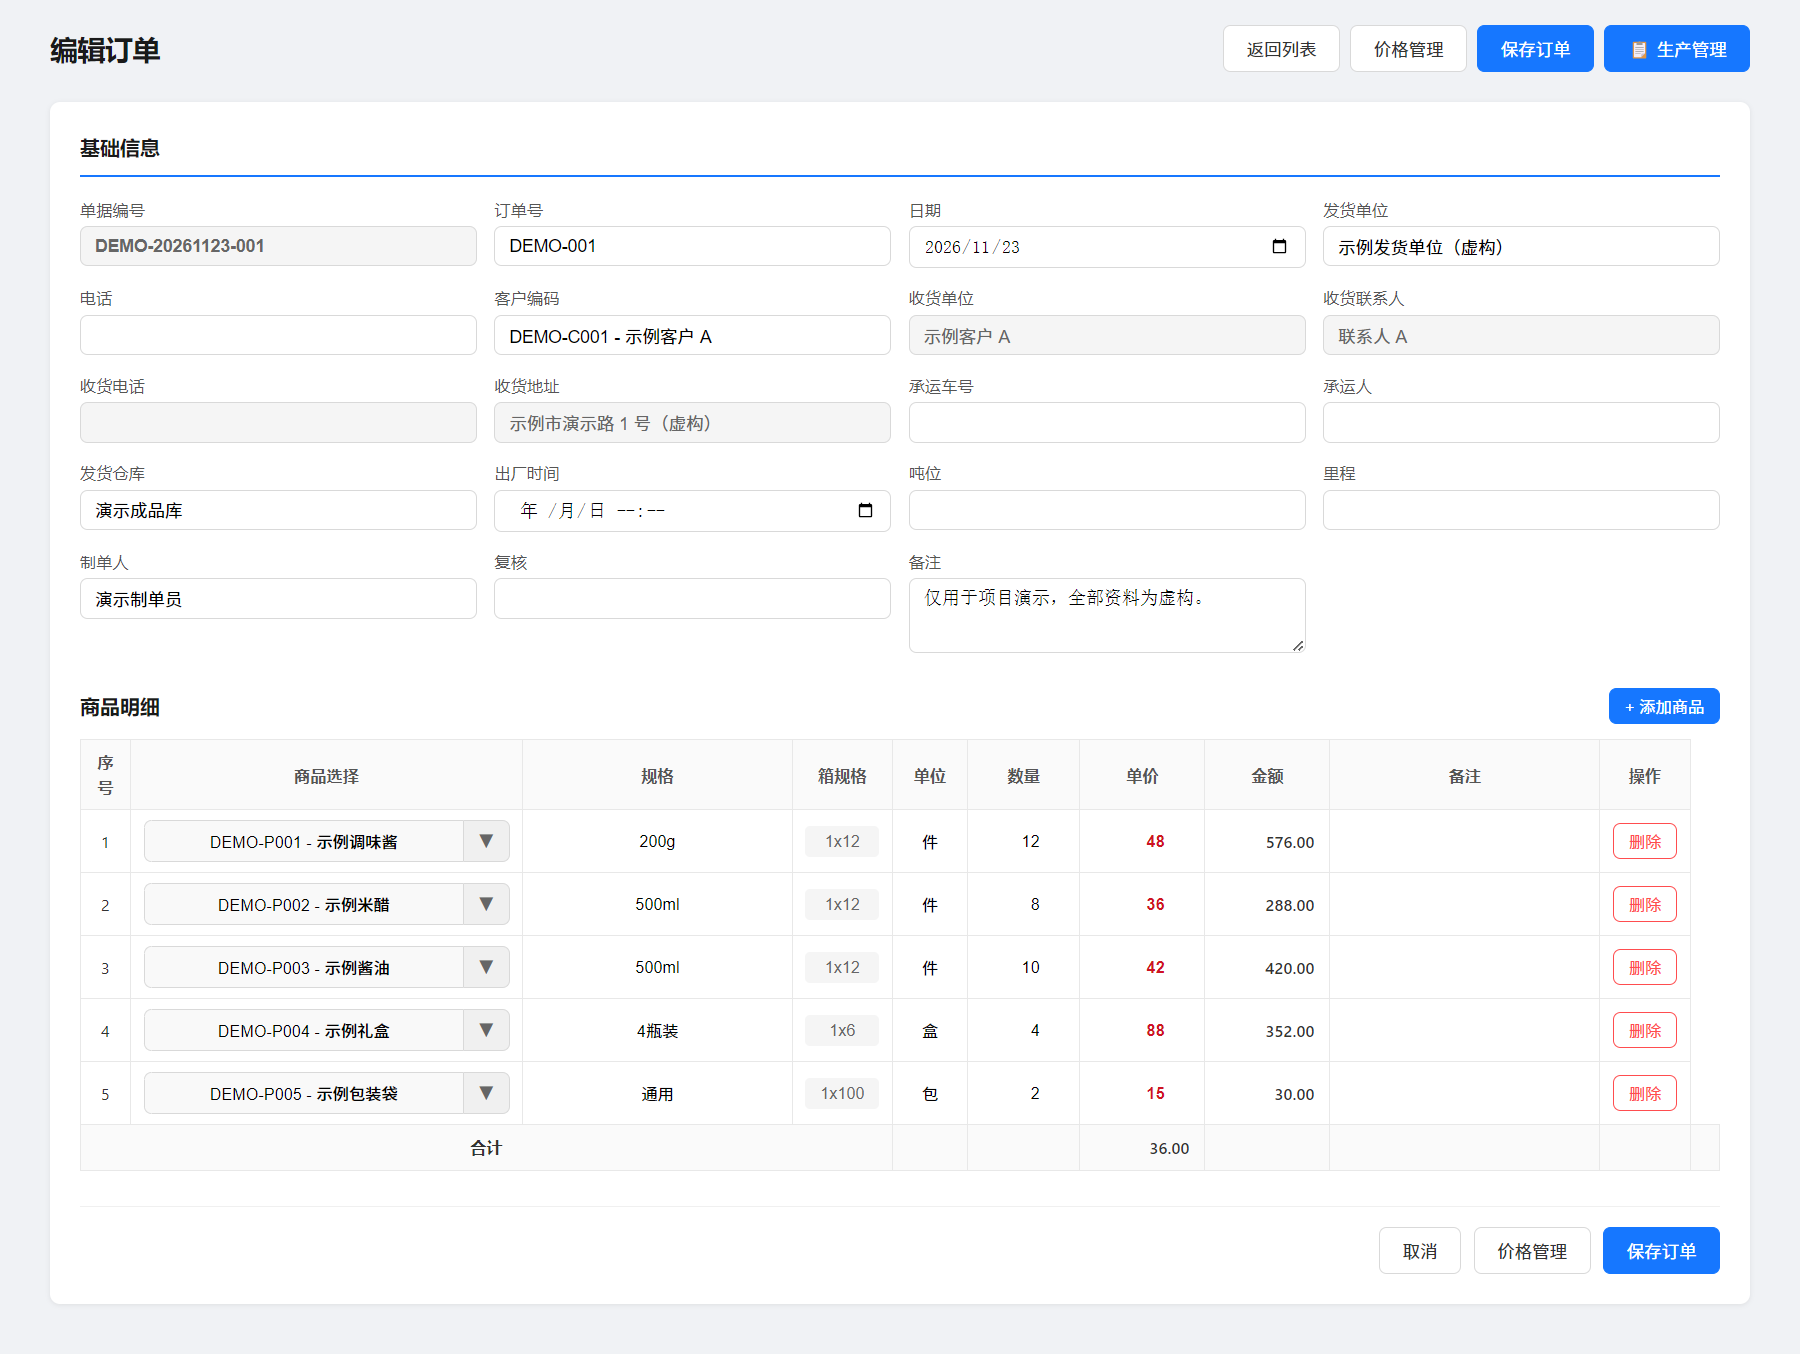 编辑订单
返回列表 价格管理 保存订单 📋 生产管理
基础信息
单据编号 订单号 日期 发货单位
DEMO-20261123-001 DEMO-001 2026/11/23 示例发货单位（虚构）
电话 客户编码 收货单位 收货联系人
DEMO-C001 - 示例客户 A 示例客户 A 联系人 A
收货电话 收货地址 承运车号 承运人
示例市演示路 1 号（虚构）
发货仓库 出厂时间 吨位 里程
演示成品库 年 /月/日 --:--
制单人 复核 备注
演示制单员 仅用于项目演示，全部资料为虚构。
商品明细 + 添加商品
序号 商品选择 规格 箱规格 单位 数量 单价 金额 备注 操作
1 DEMO-P001 - 示例调味酱 ▼ 200g 1x12 件 12 48 576.00 删除
2 DEMO-P002 - 示例米醋 ▼ 500ml 1x12 件 8 36 288.00 删除
3 DEMO-P003 - 示例酱油 ▼ 500ml 1x12 件 10 42 420.00 删除
4 DEMO-P004 - 示例礼盒 ▼ 4瓶装 1x6 盒 4 88 352.00 删除
5 DEMO-P005 - 示例包装袋 ▼ 通用 1x100 包 2 15 30.00 删除
合计 36.00
取消 价格管理 保存订单